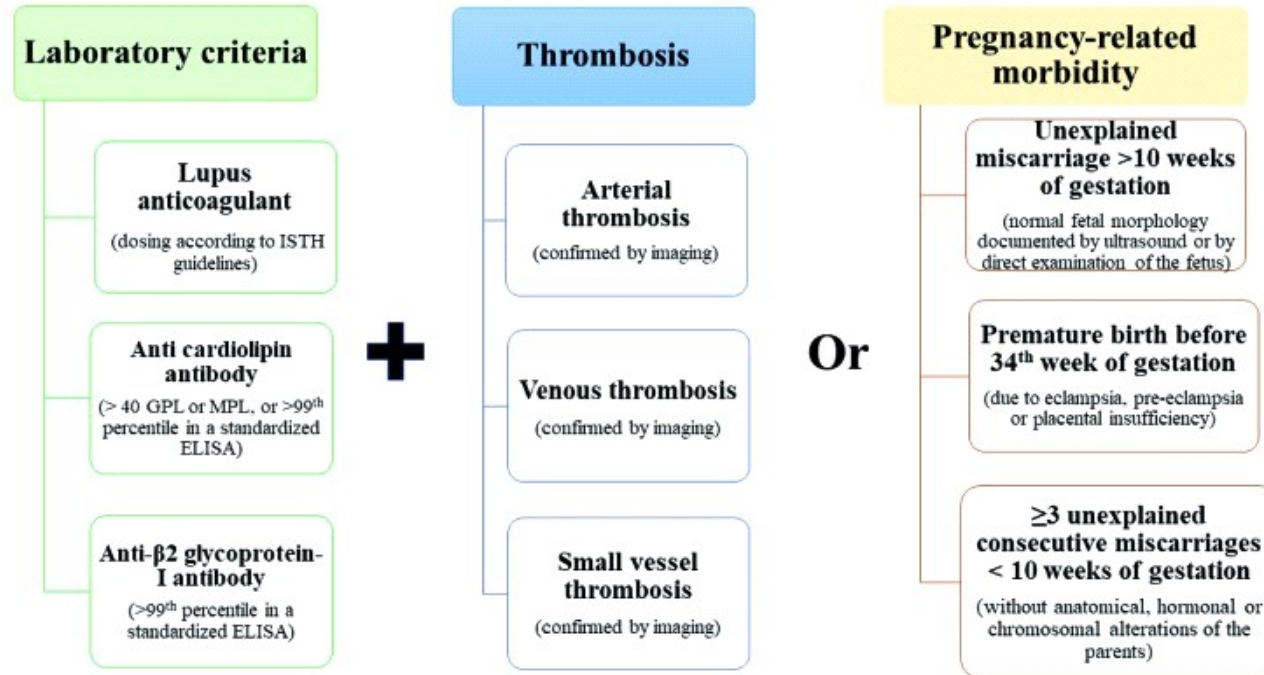 Laboratory criteria
Lupus
anticoagulant
(dosing according to ISTH
guidelines)
Anti cardiolipin
antibody
(> 40 GPL or MPL, or >99th
percentile in a standardized
ELISA)
Anti-β2 glycoprotein-
I antibody
(>99th percentile in a
standardized ELISA)
Thrombosis
Arterial
thrombosis
(confirmed by imaging)
Venous thrombosis
(confirmed by imaging)
Small vessel
thrombosis
(confirmed by imaging)
Or
Pregnancy-related
morbidity
Unexplained
miscarriage >10 weeks
of gestation
(normal fetal morphology
documented by ultrasound or by
direct examination of the fetus)
Premature birth before
34th week of gestation
(due to eclampsia, pre-eclampsia
or placental insufficiency)
≥3 unexplained
consecutive miscarriages
< 10 weeks of gestation
(without anatomical, hormonal or
chromosomal alterations of the
parents)